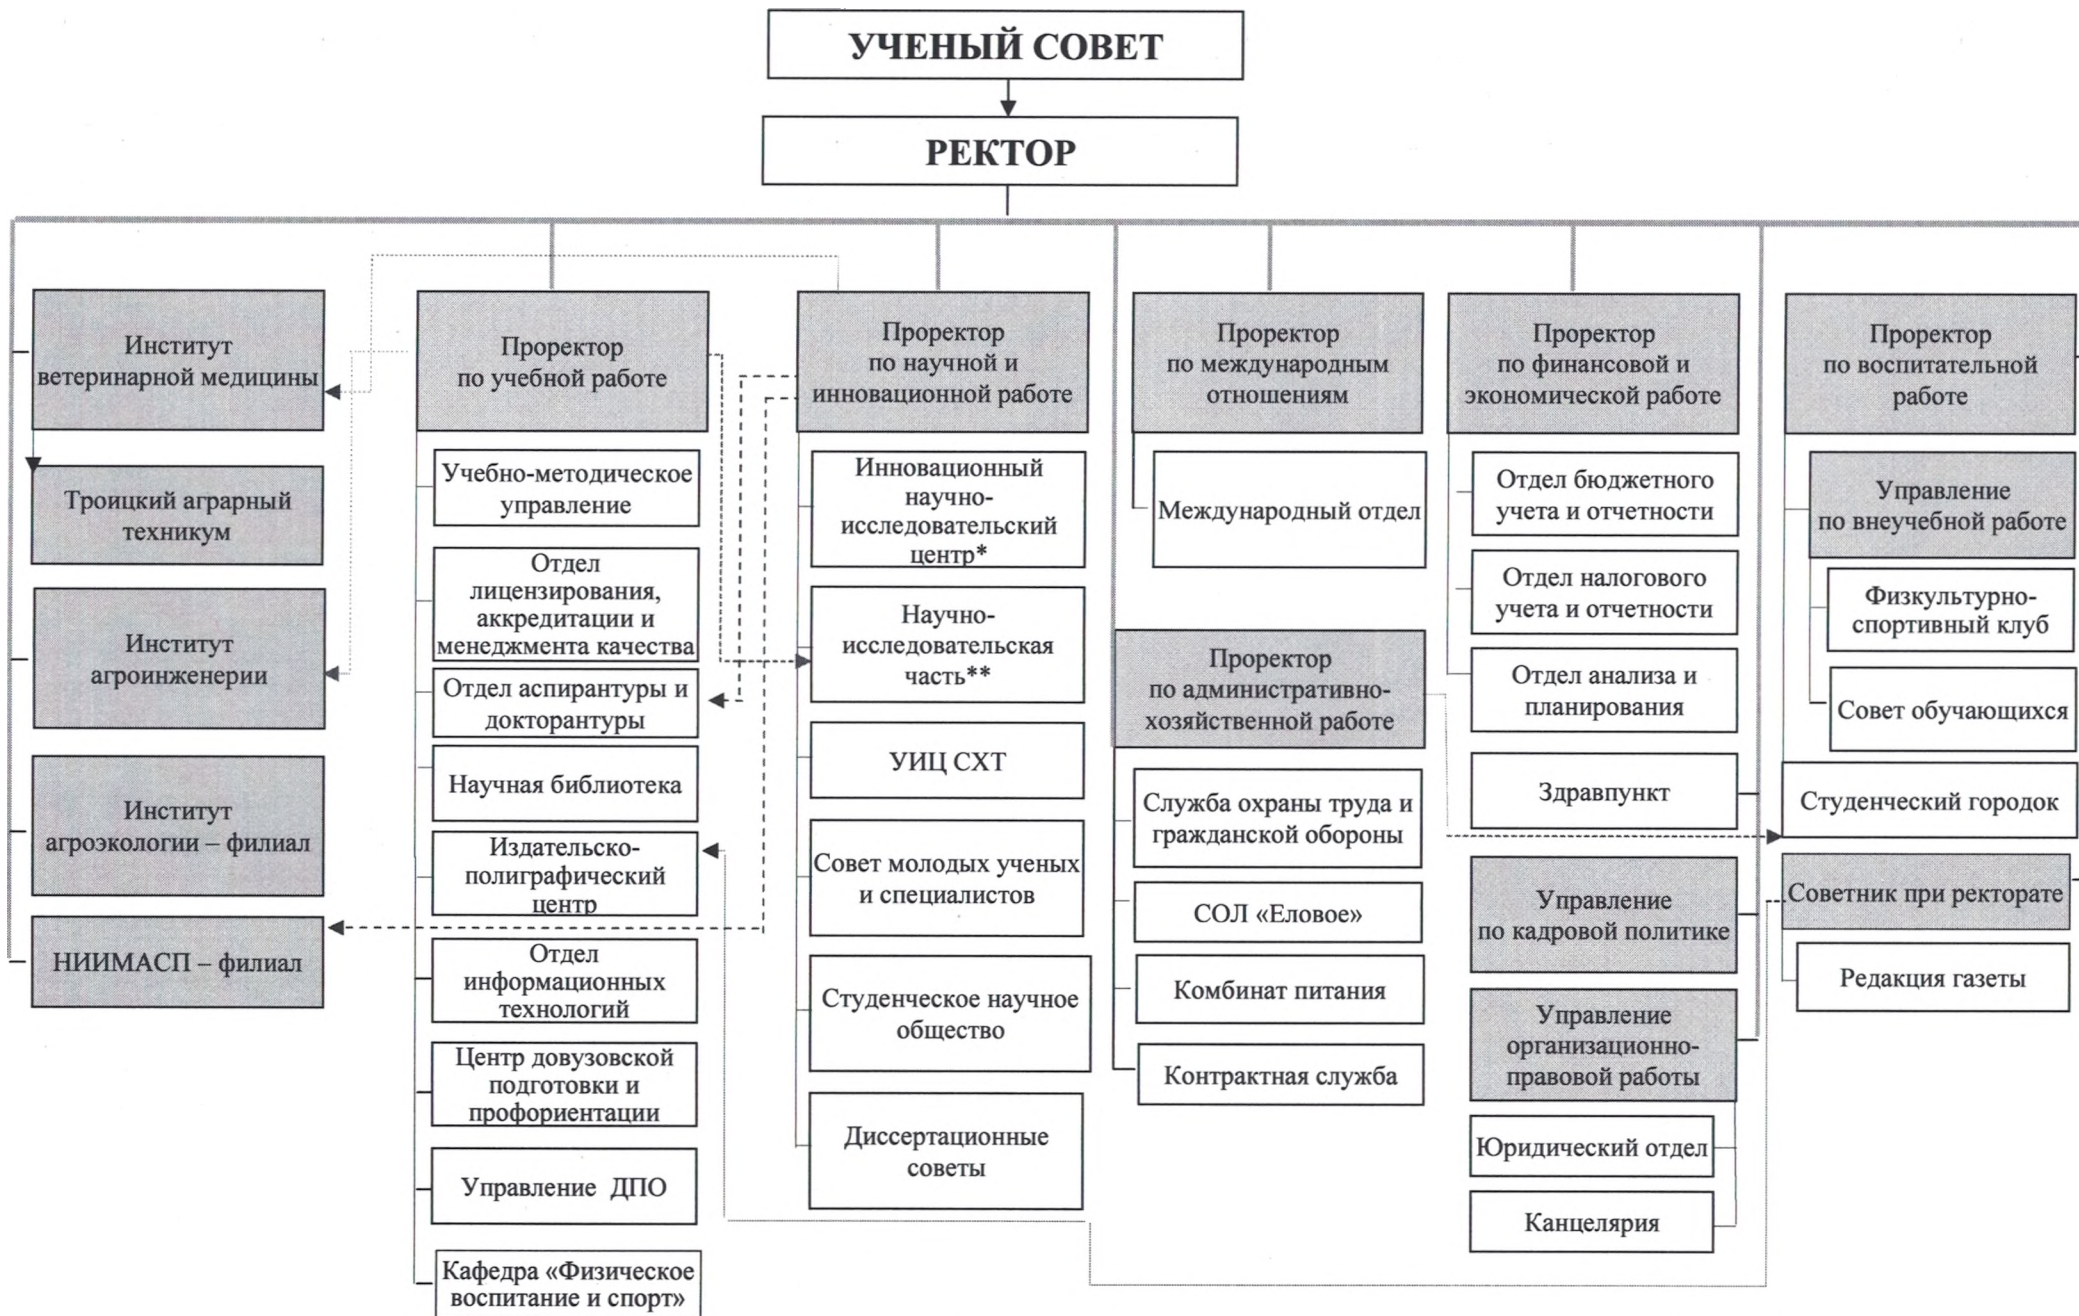 УЧЕНЫЙ СОВЕТ
РЕКТОР
Институт
ветеринарной медицины
Троицкий аграрный
техникум
Институт
агроинженерии
Институт
агроэкологии – филиал
НИИМАСП – филиал
Проректор
по учебной работе
Учебно-методическое
управление
Отдел
лицензирования,
аккредитации и
менеджмента качества
Отдел аспирантуры и
докторантуры
Научная библиотека
Издательско-
полиграфический
центр
Отдел
информационных
технологий
Центр довузовской
подготовки и
профориентации
Управление ДПО
Кафедра «Физическое
воспитание и спорт»
Проректор
по научной и
инновационной работе
Инновационный
научно-
исследовательский
центр*
Научно-
исследовательская
часть**
УИЦ СХТ
Совет молодых ученых
и специалистов
Студенческое научное
общество
Диссертационные
советы
Проректор
по международным
отношениям
Международный отдел
Проректор
по административно-
хозяйственной работе
Служба охраны труда и
гражданской обороны
СОЛ «Еловое»
Комбинат питания
Контрактная служба
Проректор
по финансовой и
экономической работе
Отдел бюджетного
учета и отчетности
Отдел налогового
учета и отчетности
Отдел анализа и
планирования
Здравпункт
Управление
по кадровой политике
Управление
организационно-
правовой работы
Юридический отдел
Канцелярия
Проректор
по воспитательной
работе
Управление
по внеучебной работе
Физкультурно-
спортивный клуб
Совет обучающихся
Студенческий городок
Советник при ректорате
Редакция газеты